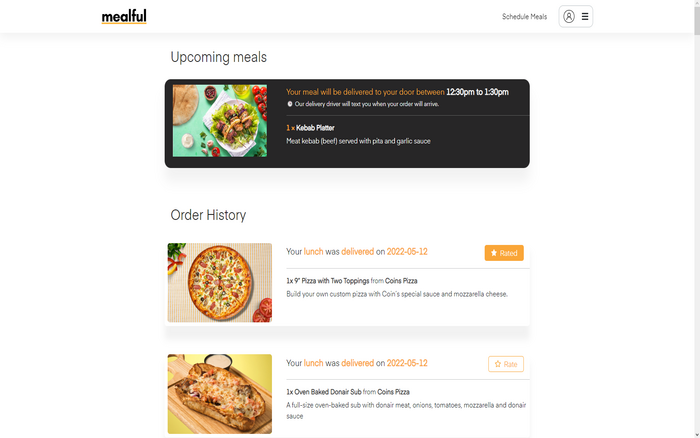 mealful
Schedule Meals
Upcoming meals
Your meal will be delivered to your door between 12:30pm to 1:30pm
Our delivery driver will text you when your order will arrive.
1 x Kebab Platter
Meat kebab (beef) served with pita and garlic sauce
Order History
Your lunch was delivered on 2022-05-12
Rated
1x 9" Pizza with Two Toppings from Coins Pizza
Build your own custom pizza with Coin's special sauce and mozzarella cheese.
Your lunch was delivered on 2022-05-12
Rate
1x Oven Baked Donair Sub from Coins Pizza
A full-size oven-baked sub with donair meat, onions, tomatoes, mozzarella and donair
sauce